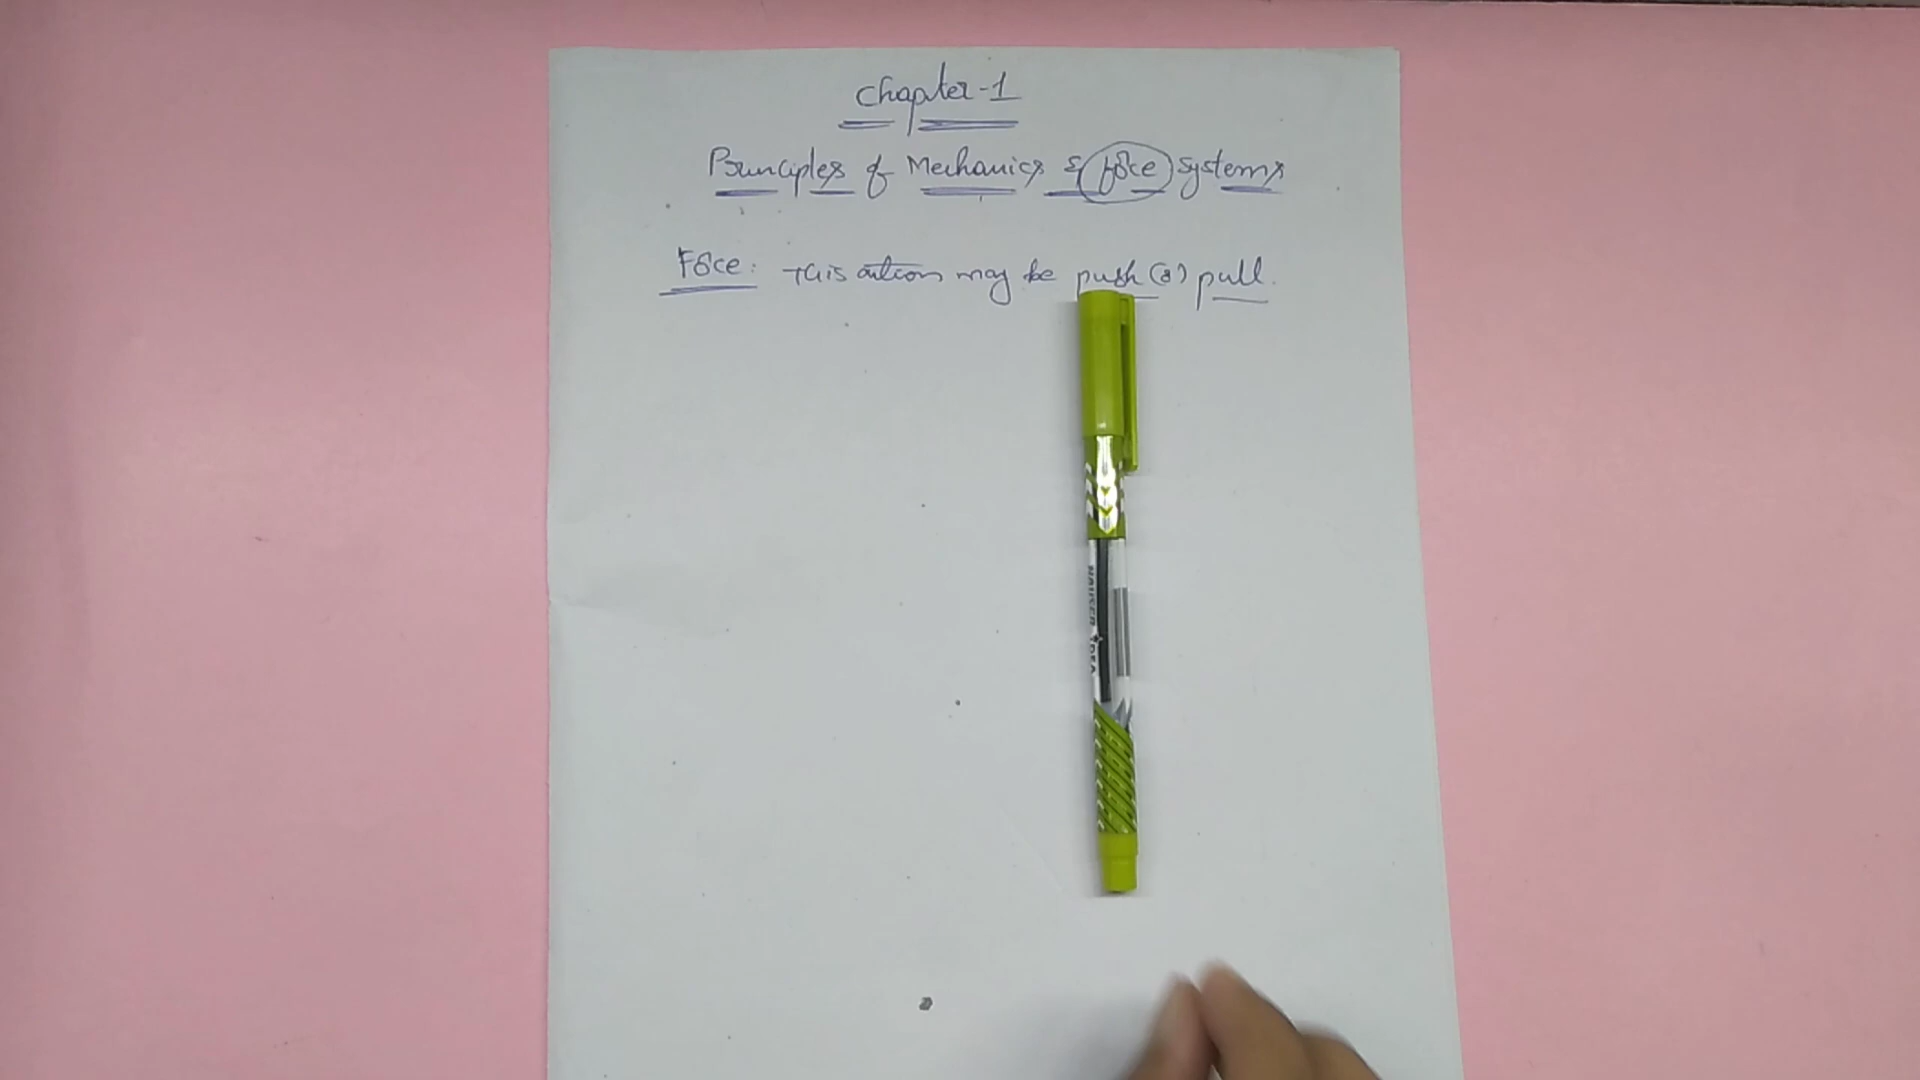 Chapter-1
Principles of Mechanics & force systems
Force: This action may be push (or) pull.